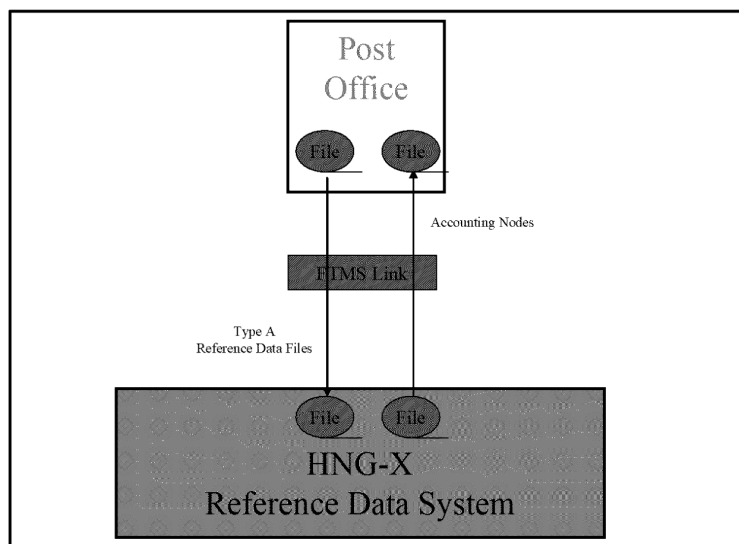 Post
Office
File
File
Accounting Nodes
FTMS Link
Type A
Reference Data Files
File
File
HNG-X
Reference Data System